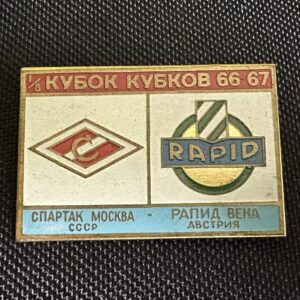 1/8 КУБОК КУБКОВ 66-67
С
RAPID
СПАРТАК МОСКВА - РАПИД ВЕНА
СССР АВСТРИЯ